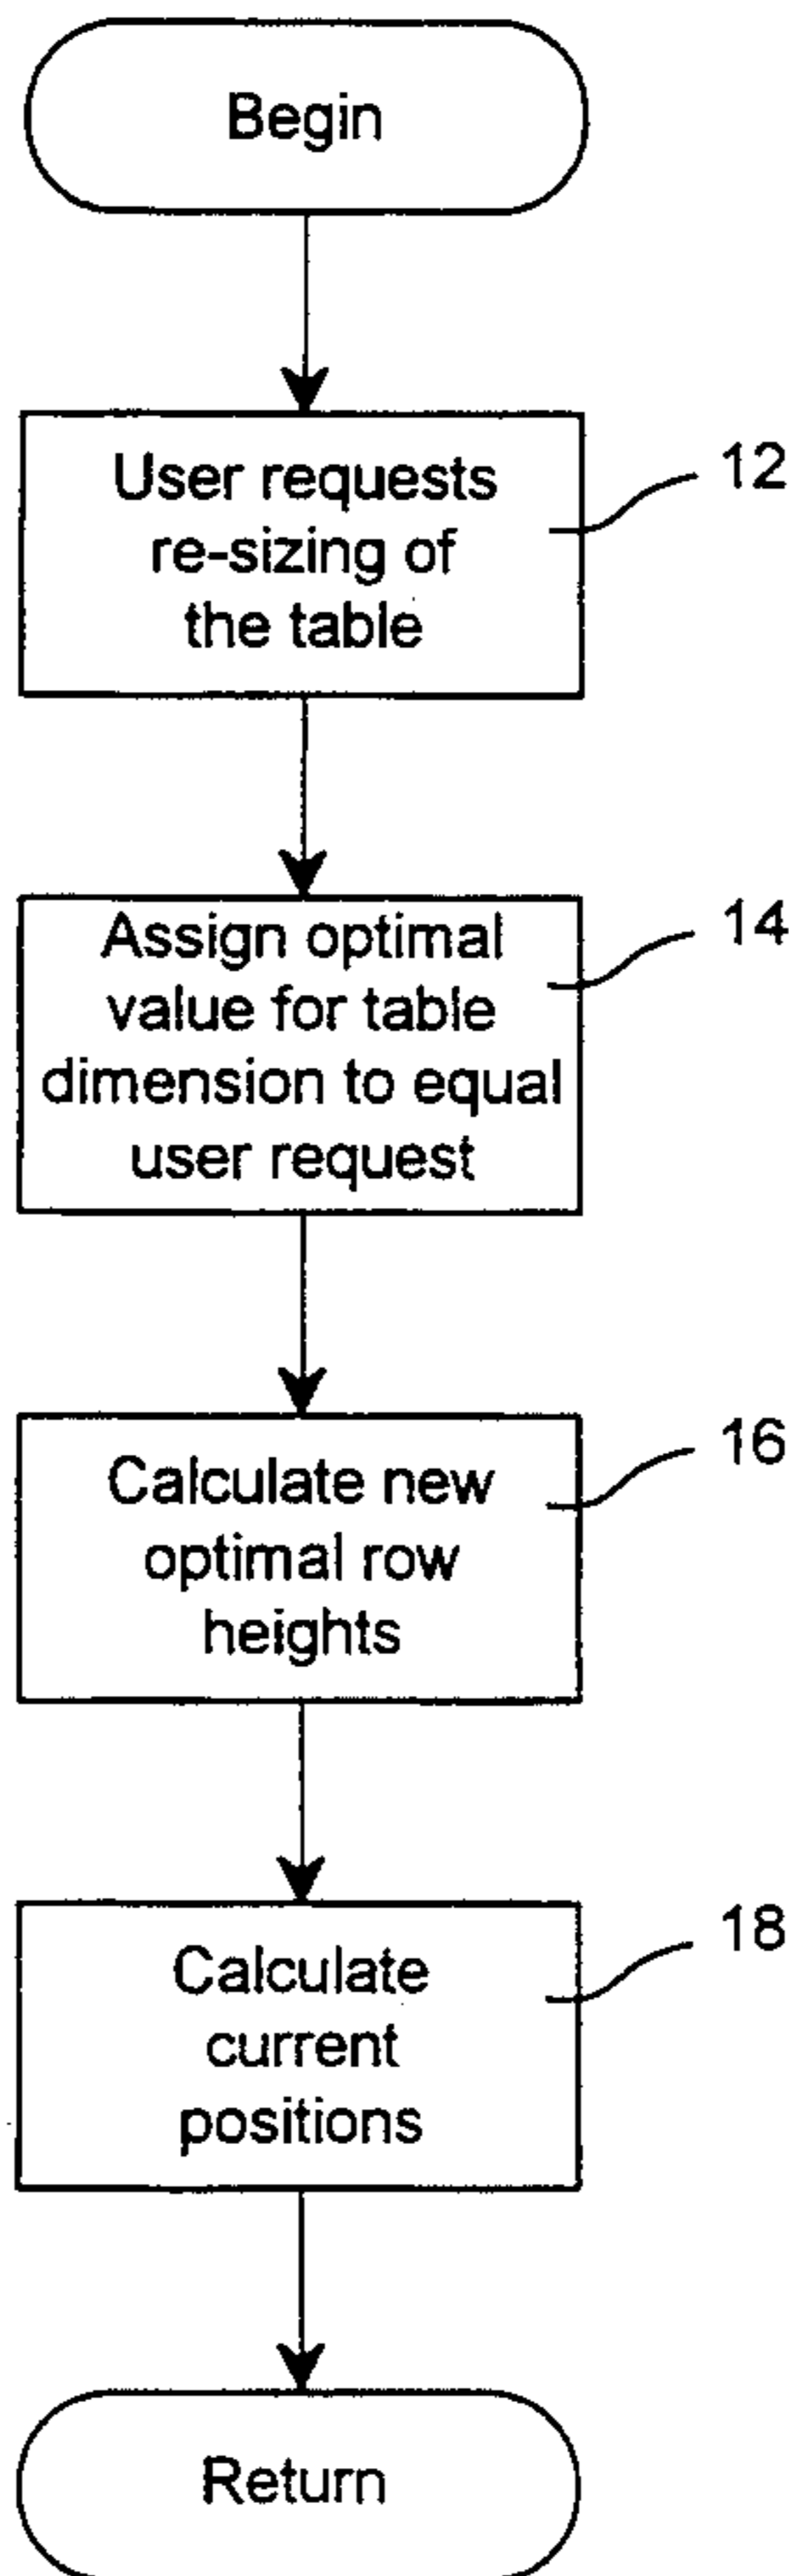 Begin
User requests
re-sizing of
the table
12
Assign optimal
value for table
dimension to equal
user request
14
Calculate new
optimal row
heights
16
Calculate
current
positions
18
Return